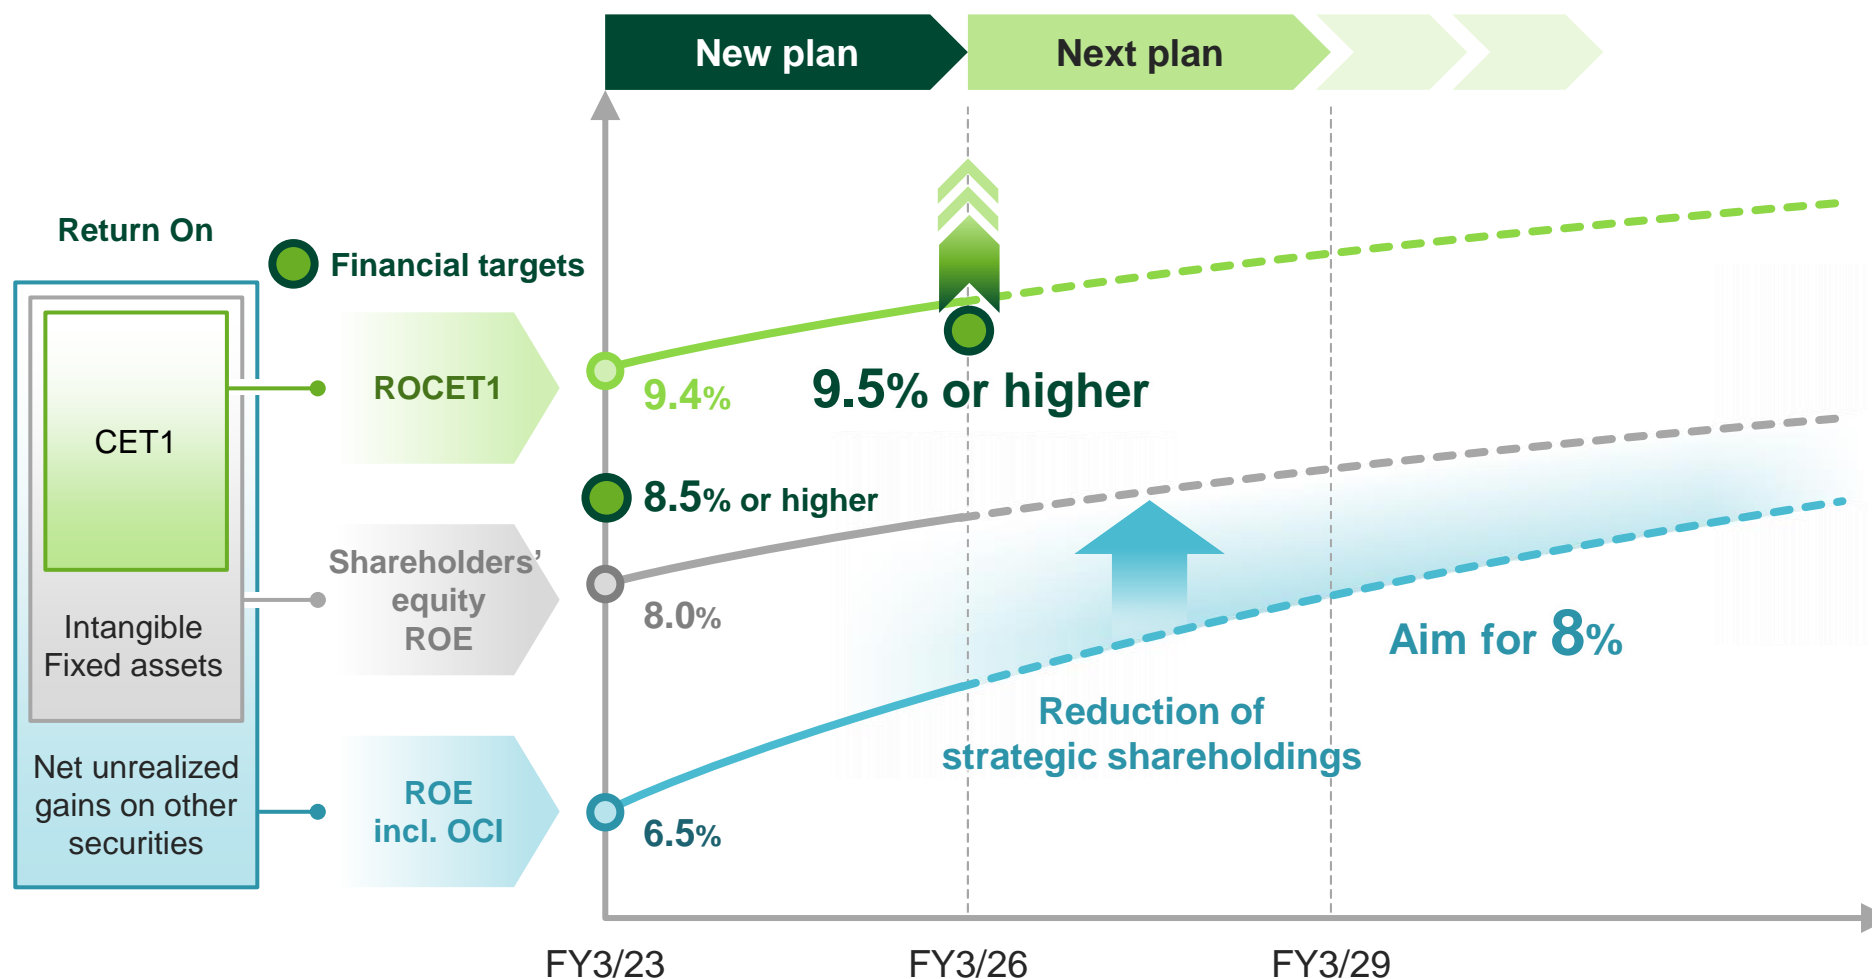 New plan
Next plan
Return On
Financial targets
CET1
Intangible
Fixed assets
Net unrealized
gains on other
securities
ROCET1
Shareholders’
equity
ROE
ROE
incl. OCI
9.4%
9.5% or higher
8.5% or higher
8.0%
6.5%
Aim for 8%
Reduction of
strategic shareholdings
FY3/23
FY3/26
FY3/29